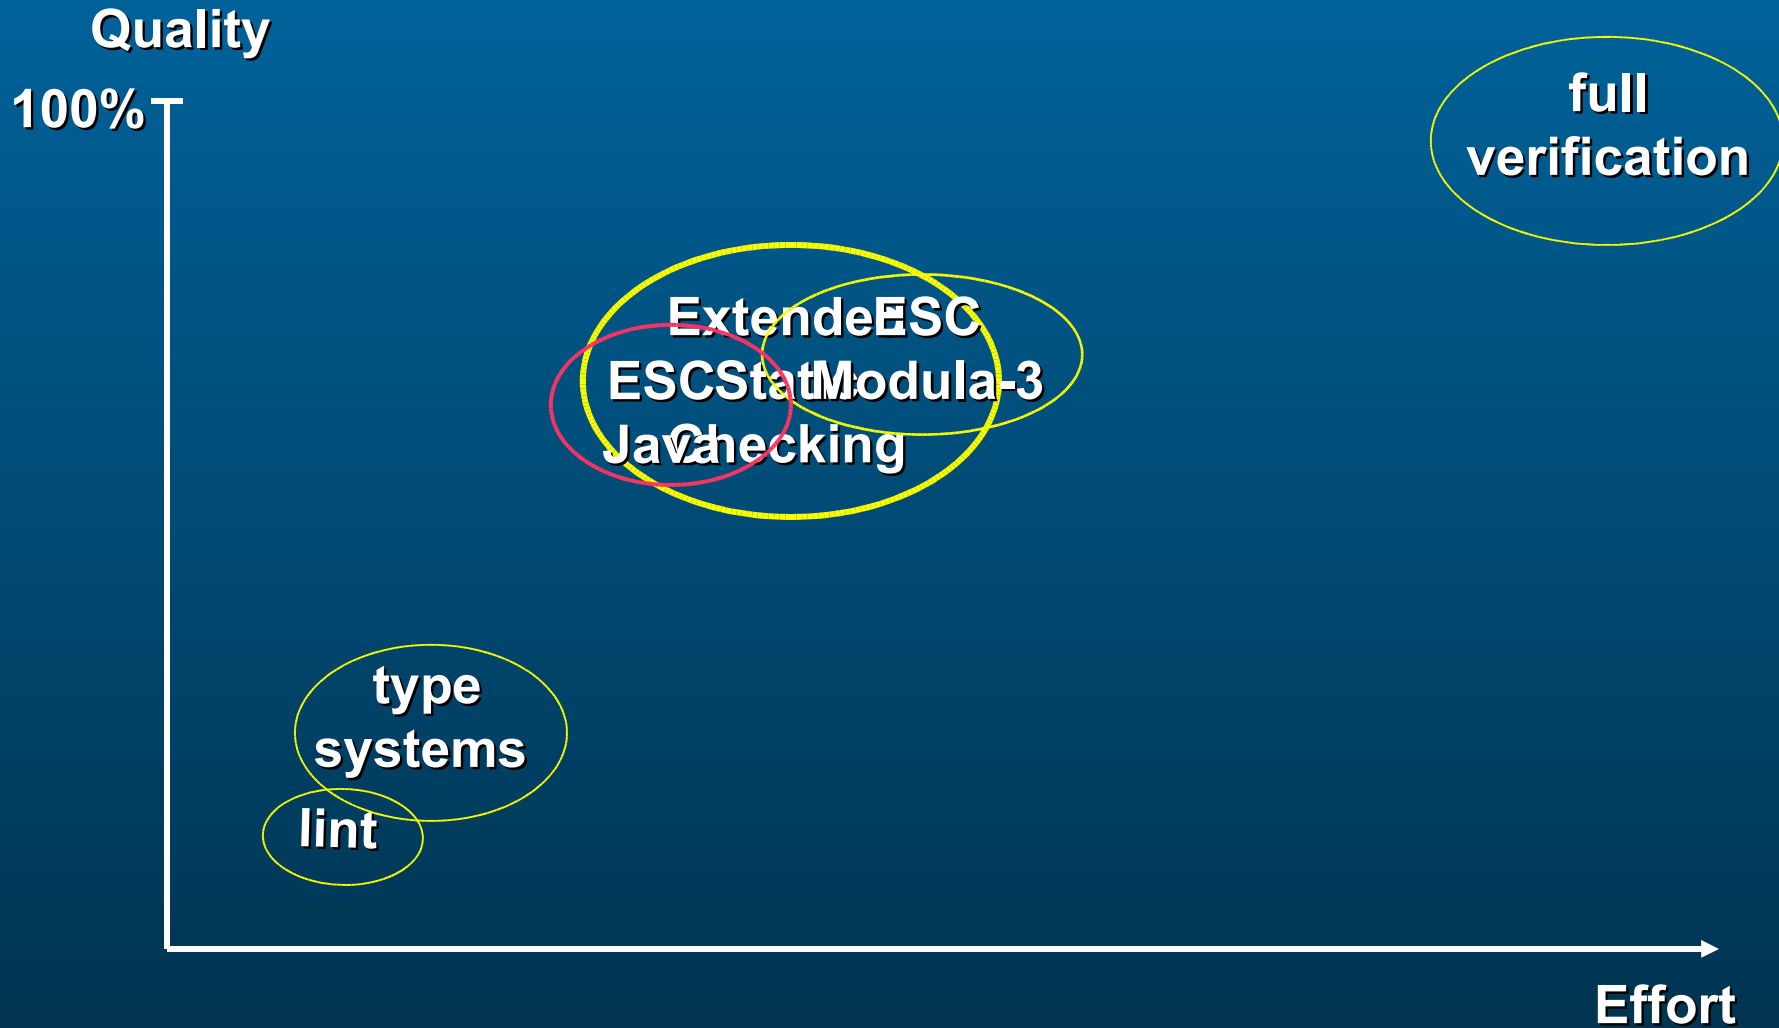 Quality
100%
full
verification
Extended
Static
Checking
ESC
Modula-3
ESC
Java
type
systems
lint
Effort